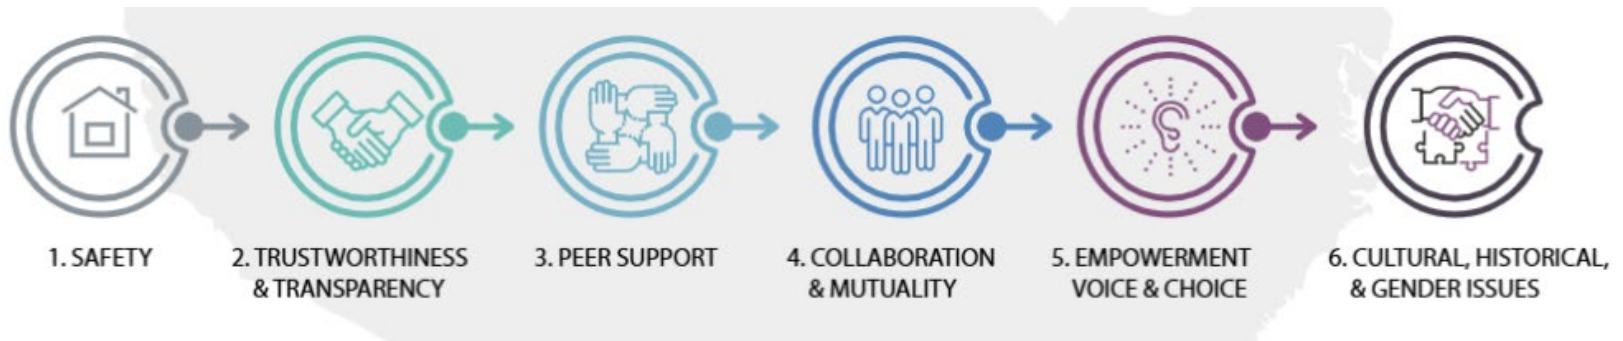 1. SAFETY
2. TRUSTWORTHINESS
& TRANSPARENCY
3. PEER SUPPORT
4. COLLABORATION
& MUTUALITY
5. EMPOWERMENT
VOICE & CHOICE
6. CULTURAL, HISTORICAL,
& GENDER ISSUES